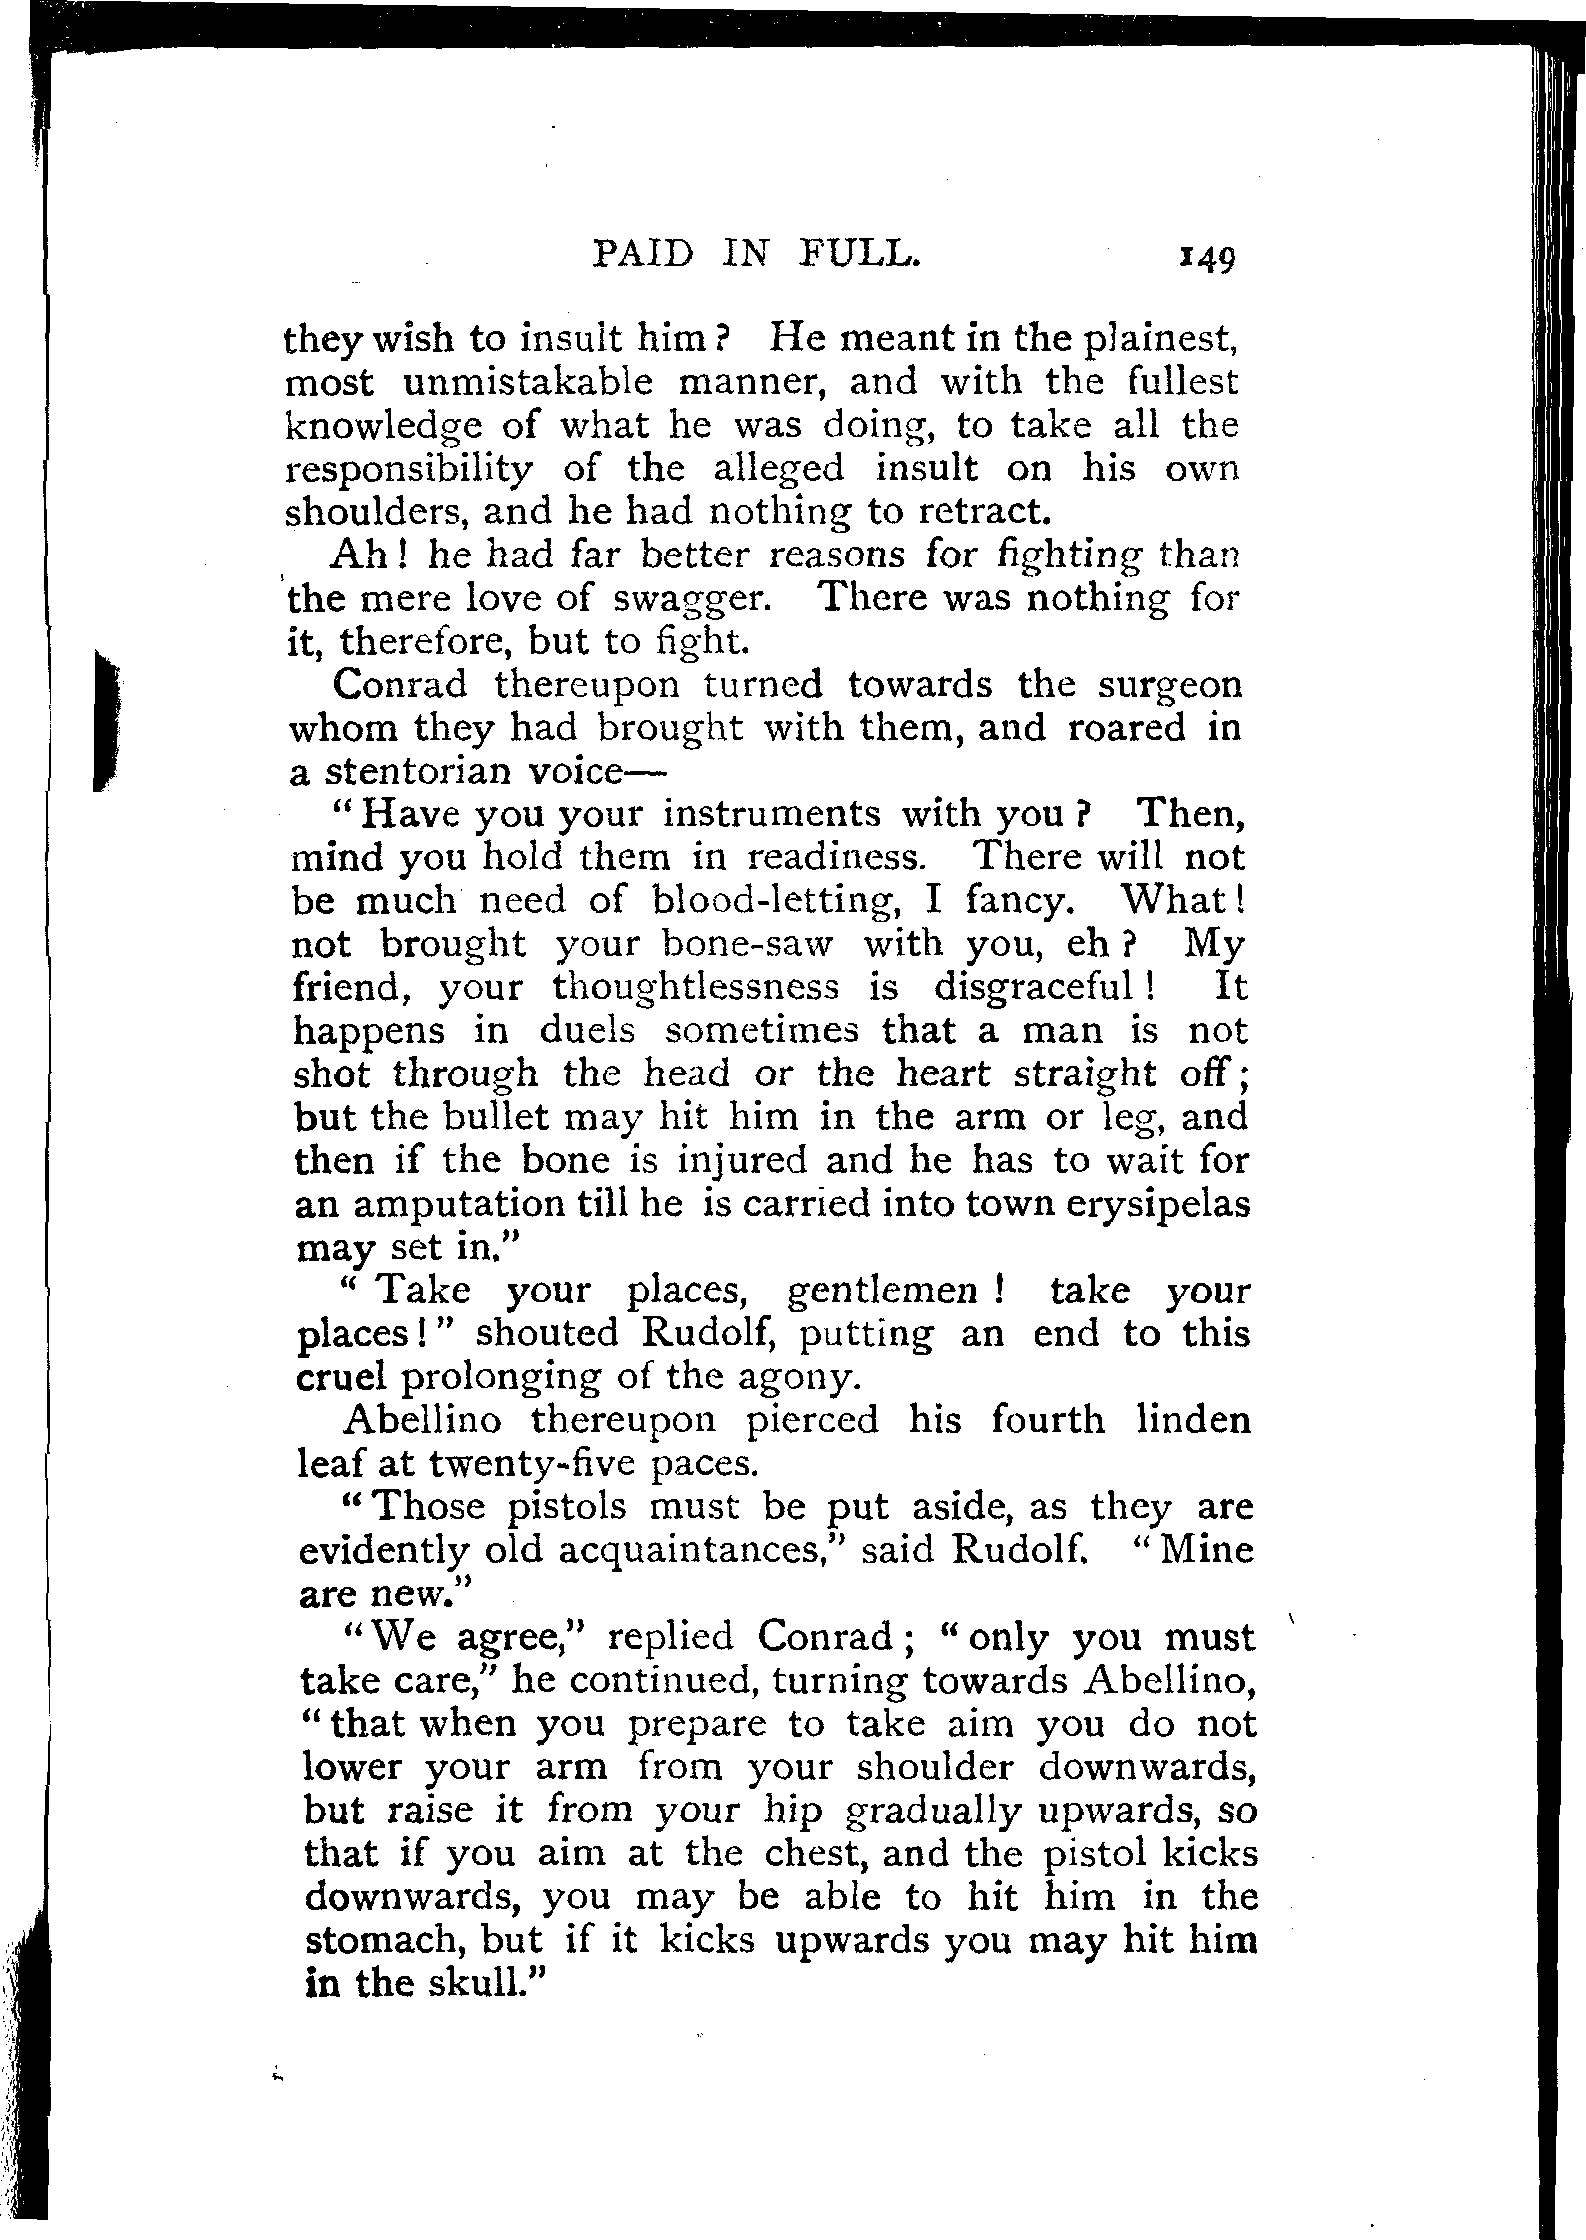 PAID IN FULL. 149
they wish to insult him? He meant in the plainest,
most unmistakable manner, and with the fullest
knowledge of what he was doing, to take all the
responsibility of the alleged insult on his own
shoulders, and he had nothing to retract.
Ah! he had far better reasons for fighting than
the mere love of swagger. There was nothing for
it, therefore, but to fight.
Conrad thereupon turned towards the surgeon
whom they had brought with them, and roared in
a stentorian voice—
"Have you your instruments with you? Then,
mind you hold them in readiness. There will not
be much need of blood-letting, I fancy. What!
not brought your bone-saw with you, eh? My
friend, your thoughtlessness is disgraceful! It
happens in duels sometimes that a man is not
shot through the head or the heart straight off;
but the bullet may hit him in the arm or leg, and
then if the bone is injured and he has to wait for
an amputation till he is carried into town erysipelas
may set in."
"Take your places, gentlemen! take your
places!" shouted Rudolf, putting an end to this
cruel prolonging of the agony.
Abellino thereupon pierced his fourth linden
leaf at twenty-five paces.
"Those pistols must be put aside, as they are
evidently old acquaintances," said Rudolf. "Mine
are new."
"We agree," replied Conrad; "only you must
take care," he continued, turning towards Abellino,
"that when you prepare to take aim you do not
lower your arm from your shoulder downwards,
but raise it from your hip gradually upwards, so
that if you aim at the chest, and the pistol kicks
downwards, you may be able to hit him in the
stomach, but if it kicks upwards you may hit him
in the skull."